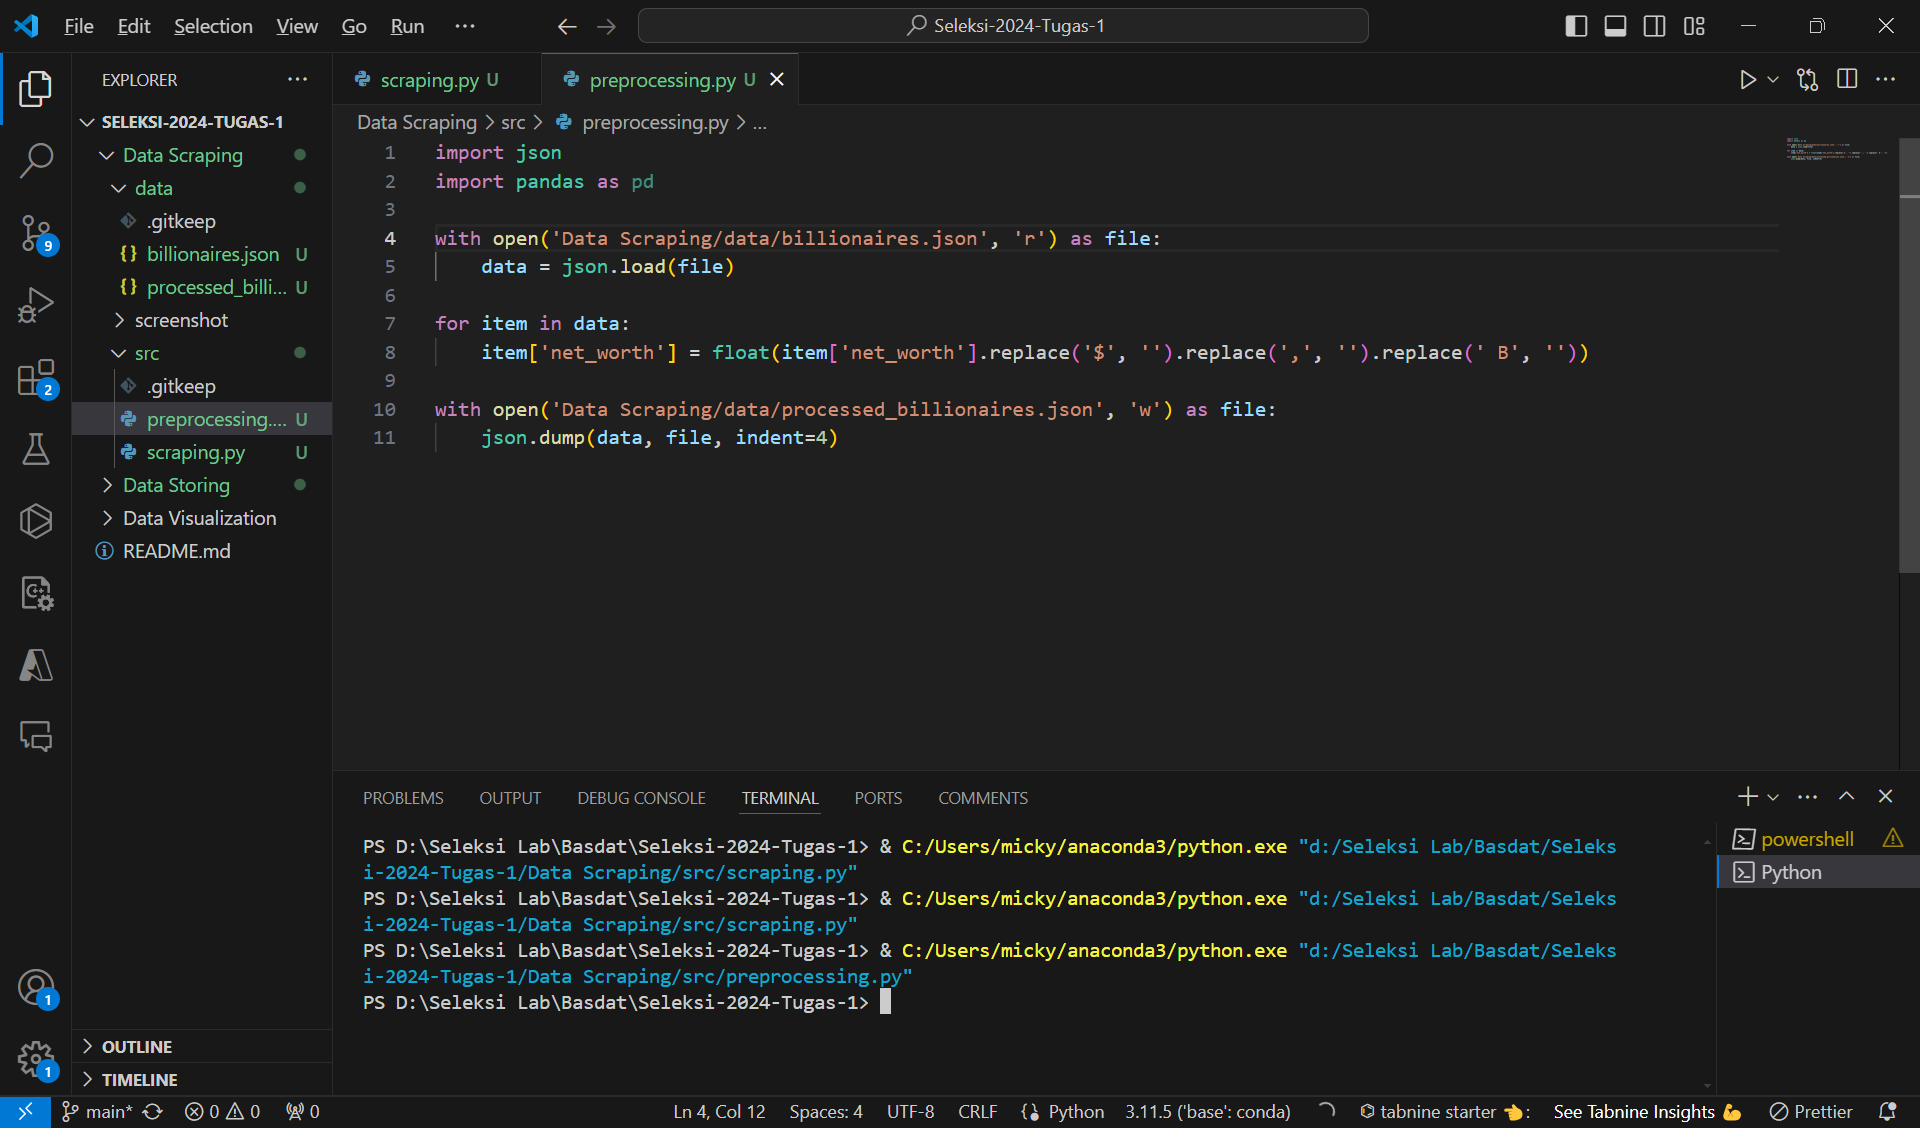 File Edit Selection View Go Run ...
Seleksi-2024-Tugas-1
EXPLORER
SELEKSI-2024-TUGAS-1
Data Scraping
data
.gitkeep
billionaires.json U
processed_billi... U
screenshot
src
.gitkeep
preprocessing.... U
scraping.py U
Data Storing
Data Visualization
README.md
OUTLINE
TIMELINE
9
2
1
1
scraping.py U
preprocessing.py U
Data Scraping > src > preprocessing.py > ...
1 import json
2 import pandas as pd
3
4 with open('Data Scraping/data/billionaires.json', 'r') as file:
5 data = json.load(file)
6
7 for item in data:
8 item['net_worth'] = float(item['net_worth'].replace('$', '').replace(',', '').replace(' B', ''))
9
10 with open('Data Scraping/data/processed_billionaires.json', 'w') as file:
11 json.dump(data, file, indent=4)
PROBLEMS OUTPUT DEBUG CONSOLE TERMINAL PORTS COMMENTS
PS D:\Seleksi Lab\Basdat\Seleksi-2024-Tugas-1> & C:/Users/micky/anaconda3/python.exe "d:/Seleksi Lab/Basdat/Seleks
i-2024-Tugas-1/Data Scraping/src/scraping.py"
PS D:\Seleksi Lab\Basdat\Seleksi-2024-Tugas-1> & C:/Users/micky/anaconda3/python.exe "d:/Seleksi Lab/Basdat/Seleks
i-2024-Tugas-1/Data Scraping/src/scraping.py"
PS D:\Seleksi Lab\Basdat\Seleksi-2024-Tugas-1> & C:/Users/micky/anaconda3/python.exe "d:/Seleksi Lab/Basdat/Seleks
i-2024-Tugas-1/Data Scraping/src/preprocessing.py"
PS D:\Seleksi Lab\Basdat\Seleksi-2024-Tugas-1>
powershell
Python
main* 0 0 0 Ln 4, Col 12 Spaces: 4 UTF-8 CRLF Python 3.11.5 ('base': conda) tabnine starter 👈: See Tabnine Insights 💪 Prettier